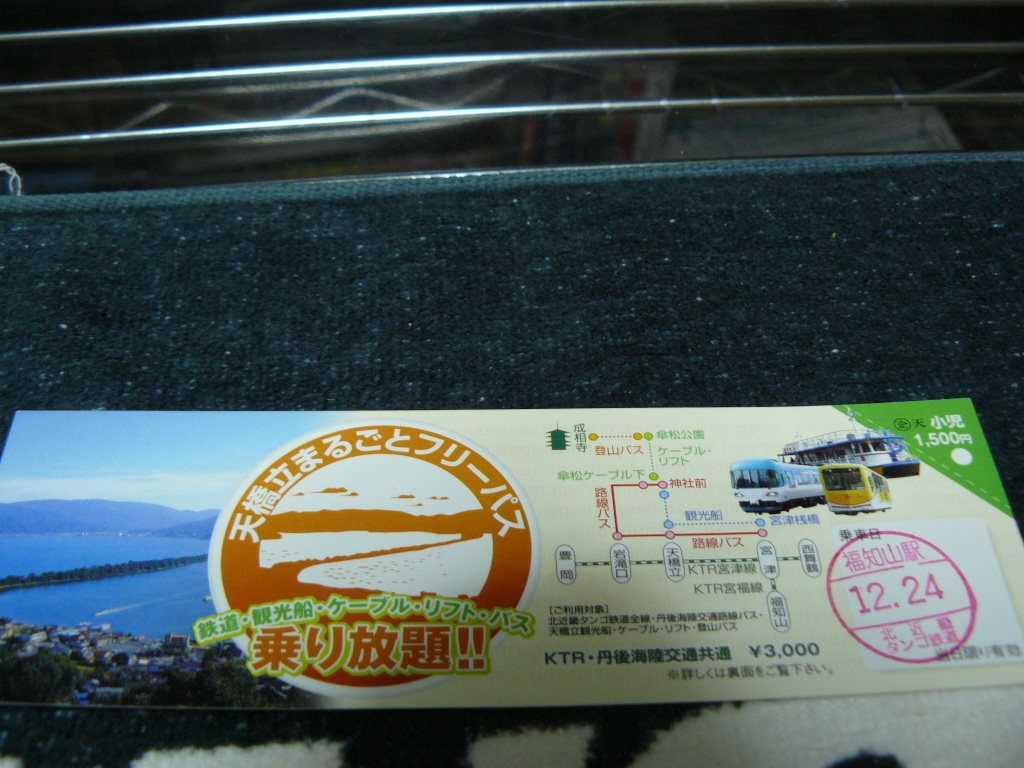 天橋立まるごとフリーパス
鉄道・観光船・ケーブル・リフト・バス
乗り放題!!
成相寺
傘松公園
登山バス
ケーブル・リフト
傘松ケーブル下
神社前
路線バス
観光船
宮津桟橋
路線バス
豊岡
岩滝口
天橋立
宮津
西舞鶴
KTR宮津線
KTR宮福線
福知山
[ご利用対象]
北近畿タンゴ鉄道全線・丹後海陸交通路線バス・
天橋立観光船・ケーブル・リフト・登山バス
KTR・丹後海陸交通共通 ¥3,000
※詳しくは裏面をご覧下さい。
企 天 小児
1,500円
乗車日
福知山駅
12.24
北近畿
タンゴ鉄道
当日限り有効